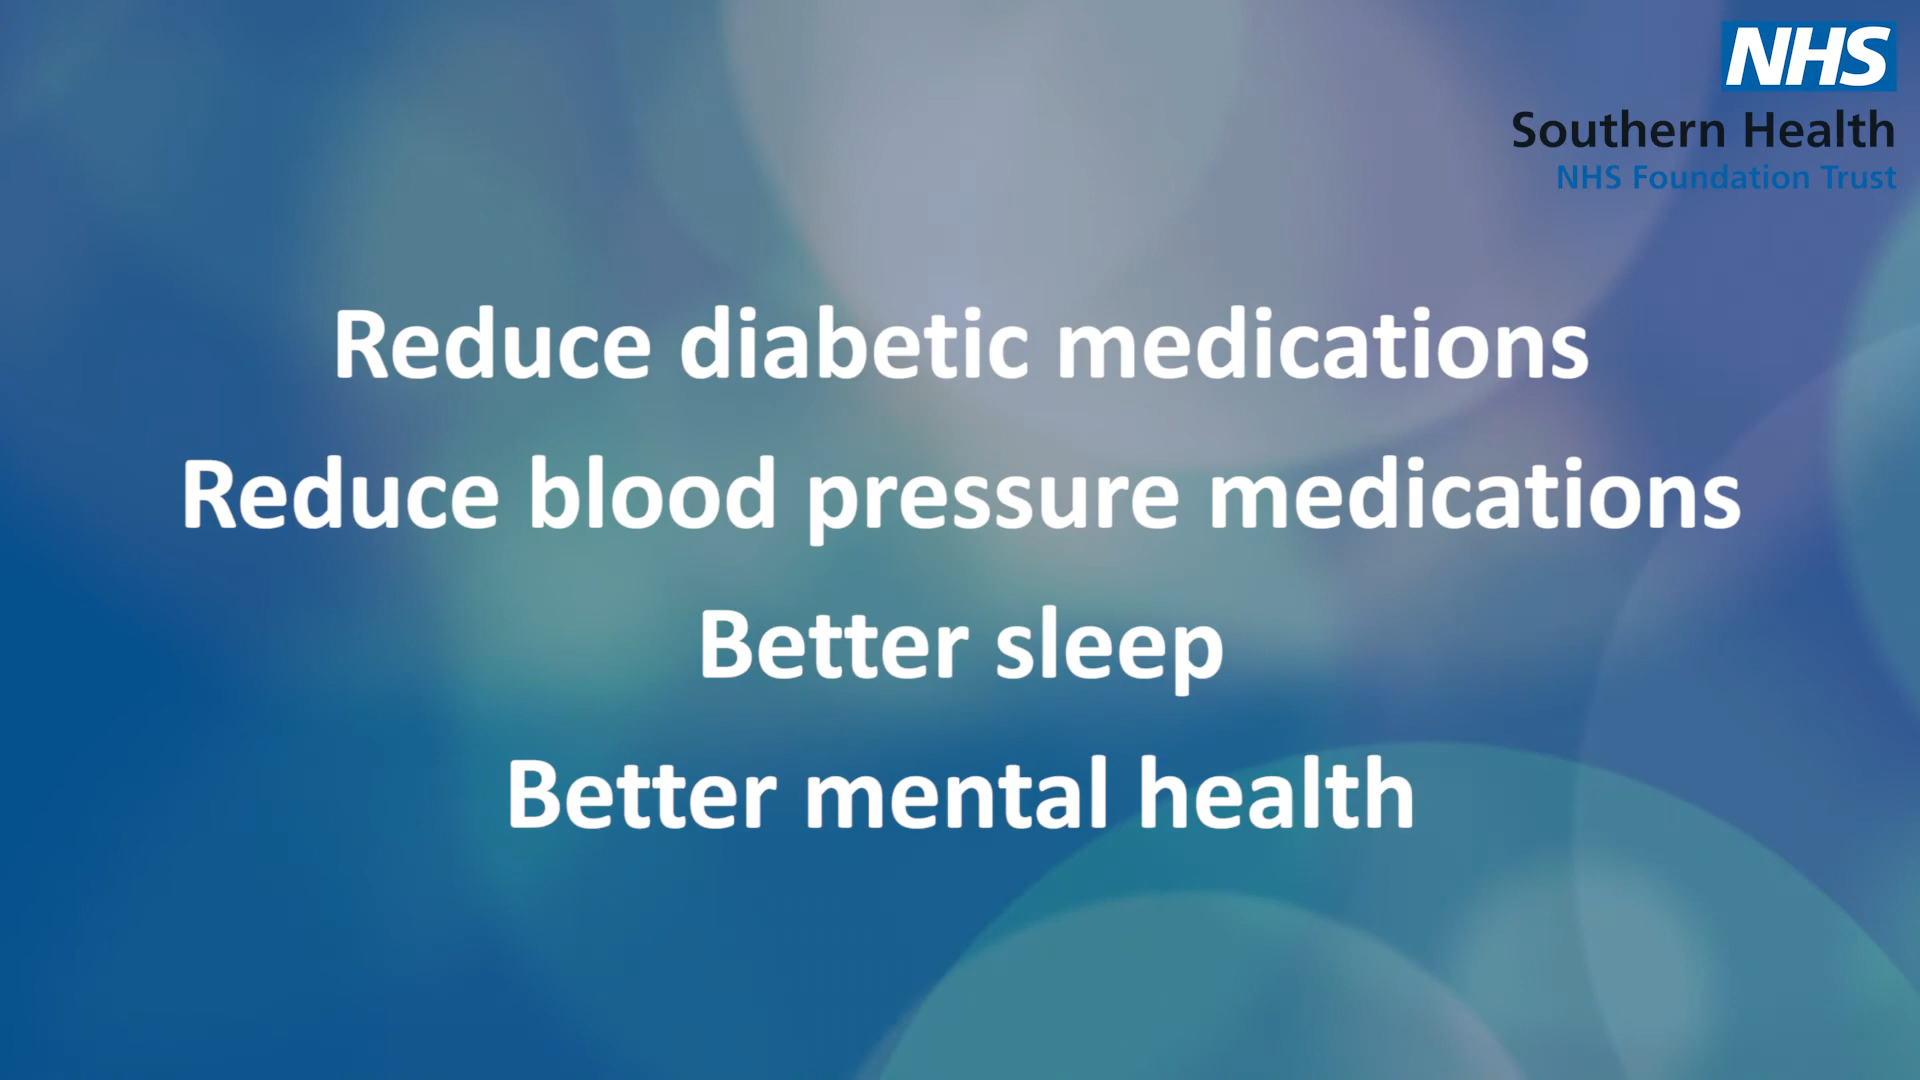 NHS
Southern Health
NHS Foundation Trust
Reduce diabetic medications
Reduce blood pressure medications
Better sleep
Better mental health